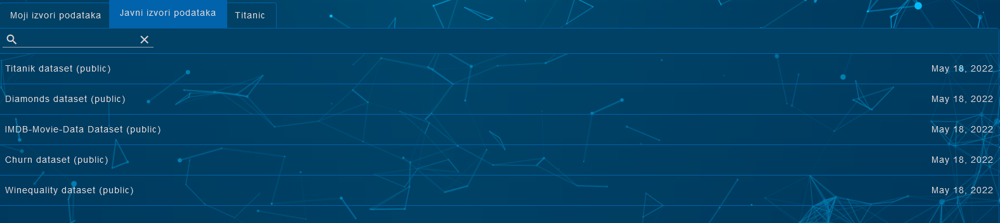 Moji izvori podataka Javni izvori podataka Titanic
Titanik dataset (public) May 18, 2022
Diamonds dataset (public) May 18, 2022
IMDB-Movie-Data Dataset (public) May 18, 2022
Churn dataset (public) May 18, 2022
Winequality dataset (public) May 18, 2022